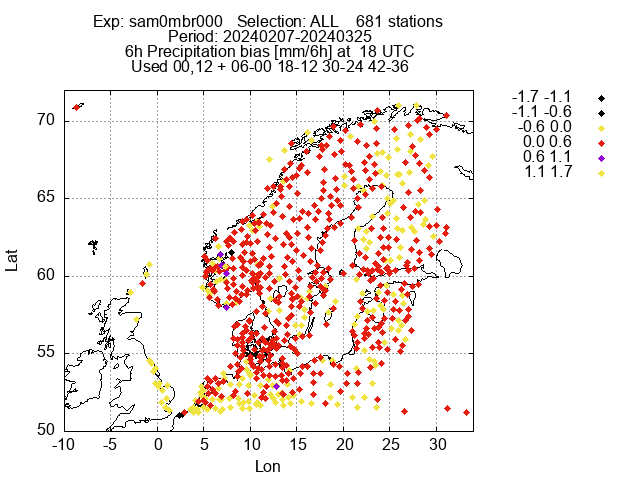 Exp: sam0mbr000   Selection: ALL    681 stations
Period: 20240207-20240325
6h Precipitation bias [mm/6h] at  18 UTC
Used 00,12 + 06-00 18-12 30-24 42-36
-1.7 -1.1
-1.1 -0.6
-0.6 0.0
0.0 0.6
0.6 1.1
1.1 1.7
70
65
60
55
50
Lat
-10 -5 0 5 10 15 20 25 30
Lon